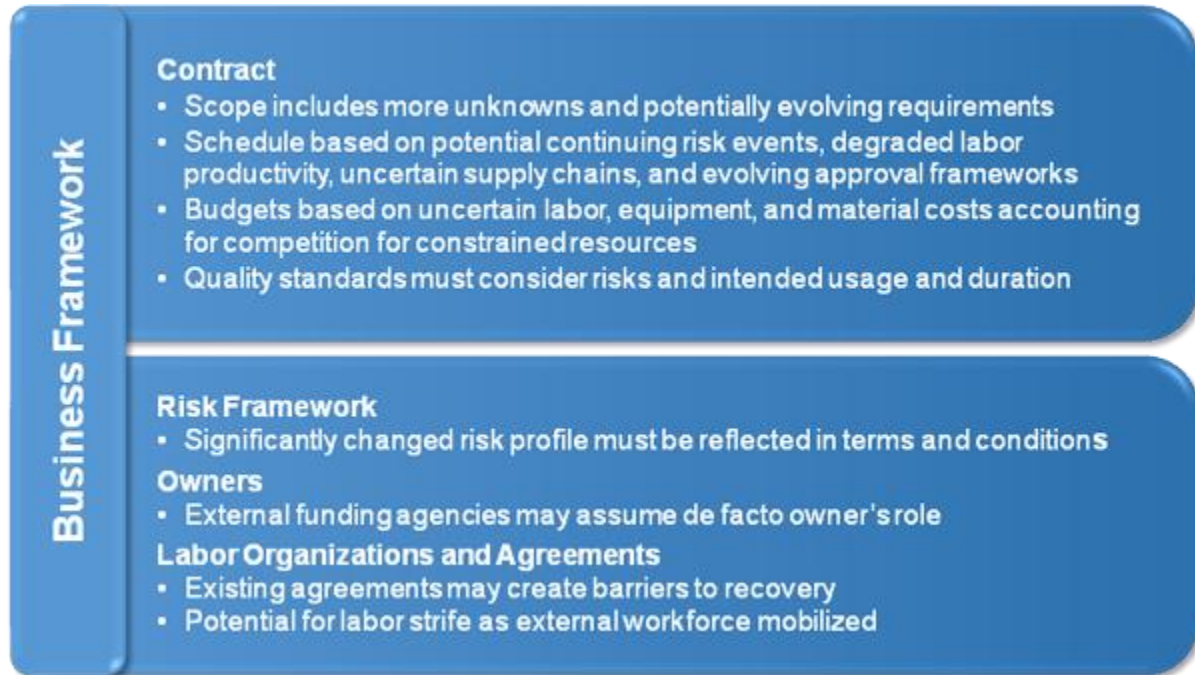 Business Framework
Contract
• Scope includes more unknowns and potentially evolving requirements
• Schedule based on potential continuing risk events, degraded labor
productivity, uncertain supply chains, and evolving approval frameworks
• Budgets based on uncertain labor, equipment, and material costs accounting
for competition for constrained resources
• Quality standards must consider risks and intended usage and duration
Risk Framework
• Significantly changed risk profile must be reflected in terms and conditions
Owners
• External funding agencies may assume de facto owner's role
Labor Organizations and Agreements
• Existing agreements may create barriers to recovery
• Potential for labor strife as external workforce mobilized